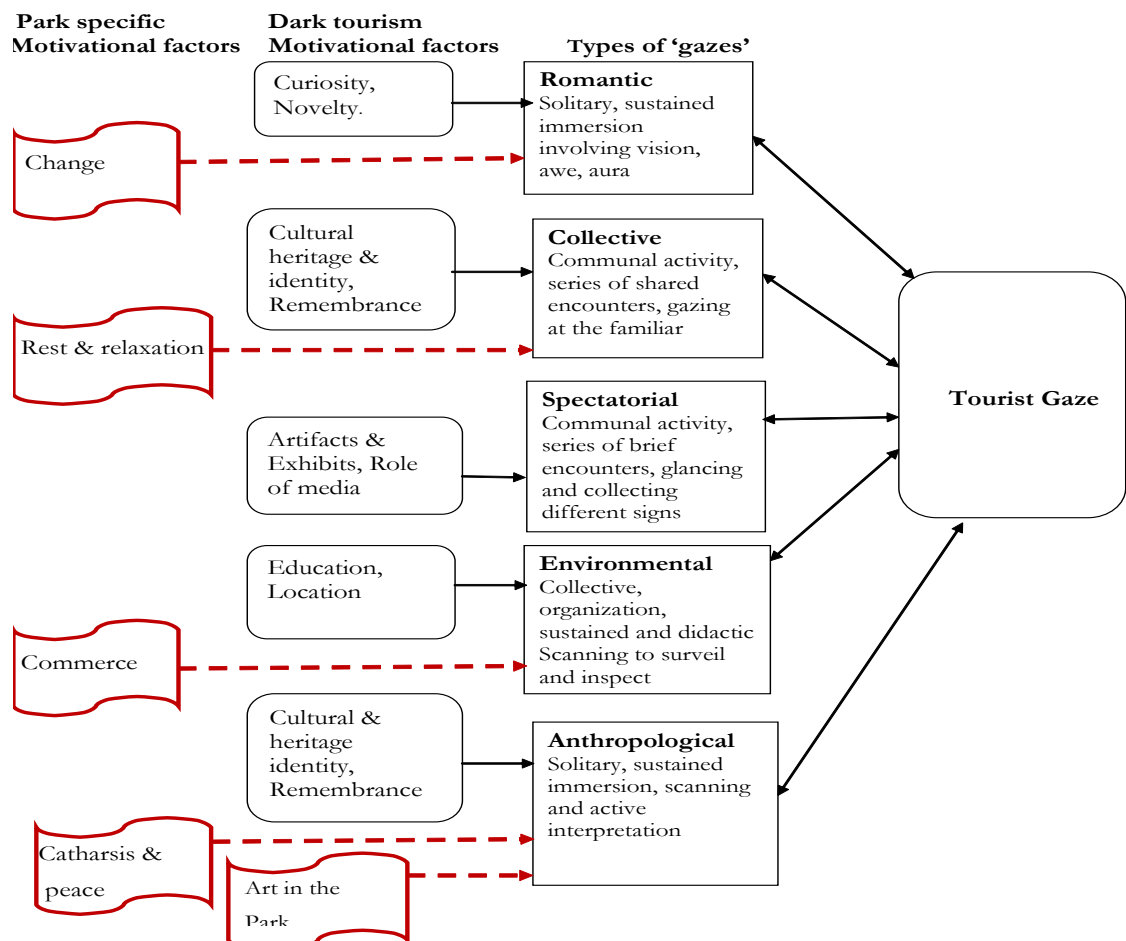 Park specific
Motivational factors
Dark tourism
Motivational factors
Types of ‘gazes’
Curiosity,
Novelty.
Romantic
Solitary, sustained
immersion
involving vision,
awe, aura
Change
Cultural
heritage &
identity,
Remembrance
Collective
Communal activity,
series of shared
encounters, gazing
at the familiar
Rest & relaxation
Tourist Gaze
Artifacts &
Exhibits, Role
of media
Spectatorial
Communal activity,
series of brief
encounters, glancing
and collecting
different signs
Education,
Location
Environmental
Collective,
organization,
sustained and didactic
Scanning to surveil
and inspect
Commerce
Cultural &
heritage
identity,
Remembrance
Anthropological
Solitary, sustained
immersion, scanning
and active
interpretation
Catharsis &
peace
Art in the
Park